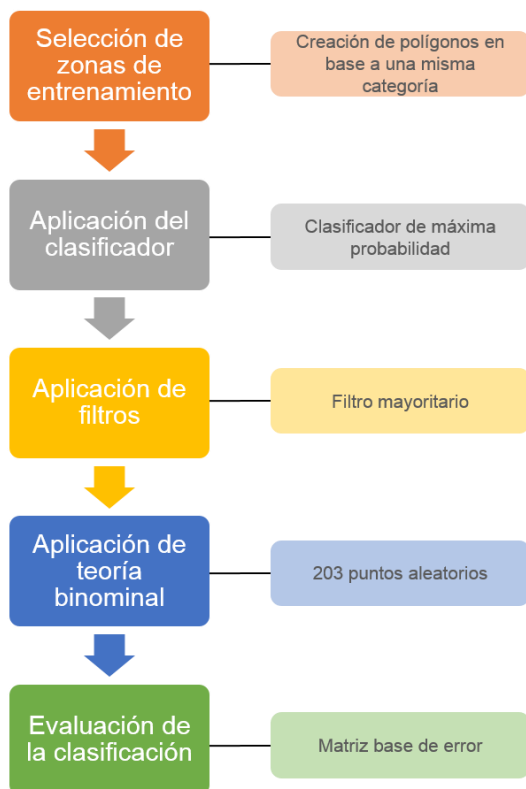 Selección de
zonas de
entrenamiento
Creación de polígonos en
base a una misma
categoría
Aplicación del
clasificador
Clasificador de máxima
probabilidad
Aplicación de
filtros
Filtro mayoritario
Aplicación de
teoría
binominal
203 puntos aleatorios
Evaluación de
la clasificación
Matriz base de error